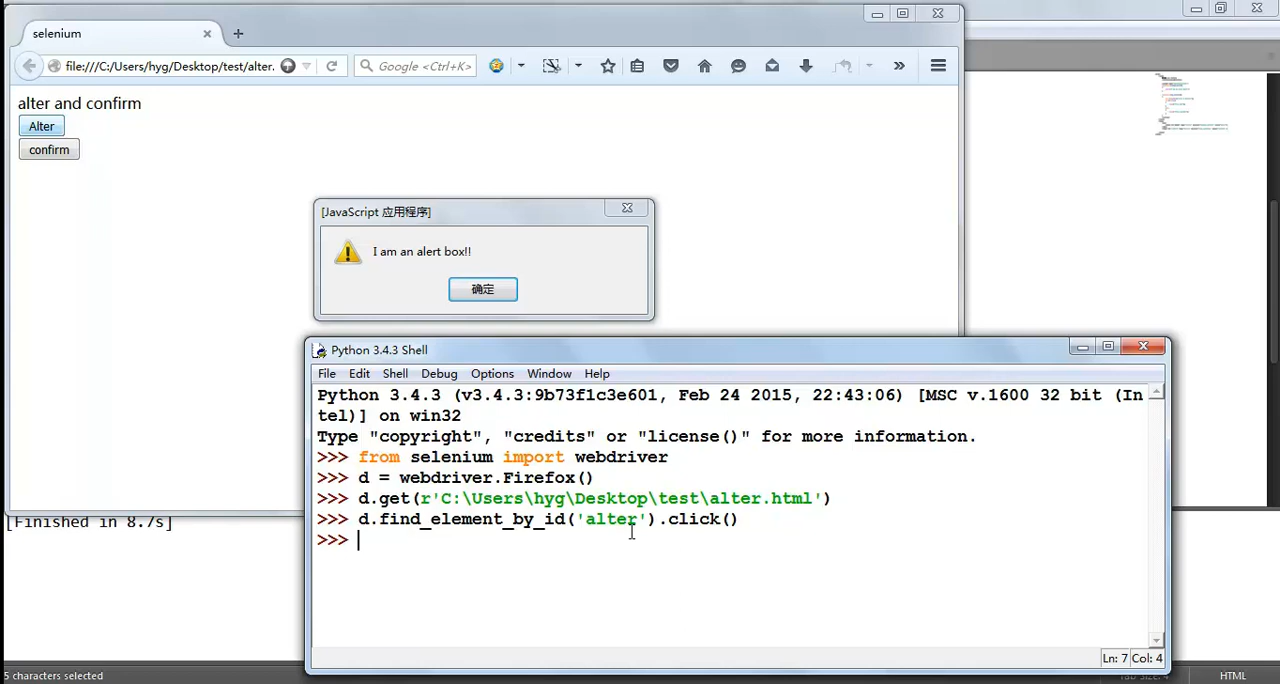 selenium
file:///C:/Users/hyg/Desktop/test/alter.
Google <Ctrl+K>
alter and confirm
Alter
confirm
[JavaScript 应用程序]
I am an alert box!!
确定
Python 3.4.3 Shell
File Edit Shell Debug Options Window Help
Python 3.4.3 (v3.4.3:9b73f1c3e601, Feb 24 2015, 22:43:06) [MSC v.1600 32 bit (In
tel)] on win32
Type "copyright", "credits" or "license()" for more information.
>>> from selenium import webdriver
>>> d = webdriver.Firefox()
>>> d.get(r'C:\Users\hyg\Desktop\test\alter.html')
>>> d.find_element_by_id('alter').click()
>>>
[Finished in 8.7s]
Ln: 7 Col: 4
5 characters selected
Tab Size: 4
HTML